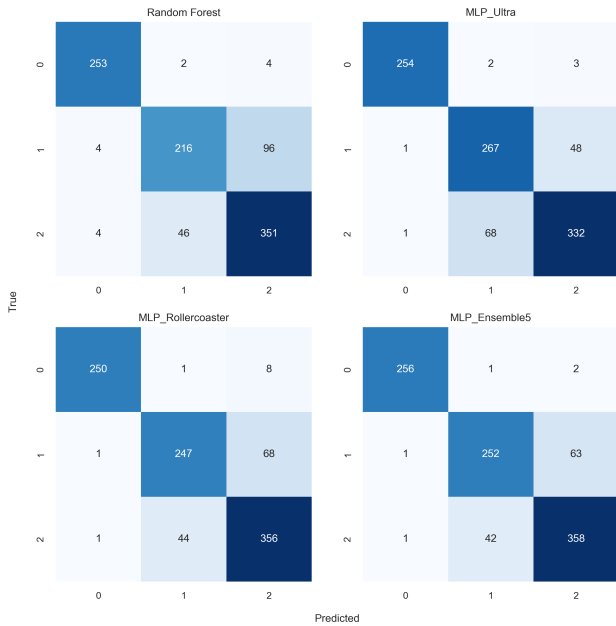 Random Forest
MLP_Ultra
0 253 2 4
0 254 2 3
1 4 216 96
1 1 267 48
2 4 46 351
2 1 68 332
0 1 2
0 1 2
True
MLP_Rollercoaster
MLP_Ensemble5
0 250 1 8
0 256 1 2
1 1 247 68
1 1 252 63
2 1 44 356
2 1 42 358
0 1 2
0 1 2
Predicted